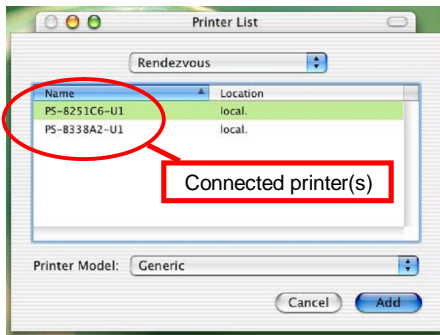 Printer List
Rendezvous
Name Location
PS-8251C6-U1 local.
PS-B338A2-U1 local.
Connected printer(s)
Printer Model: Generic
Cancel Add